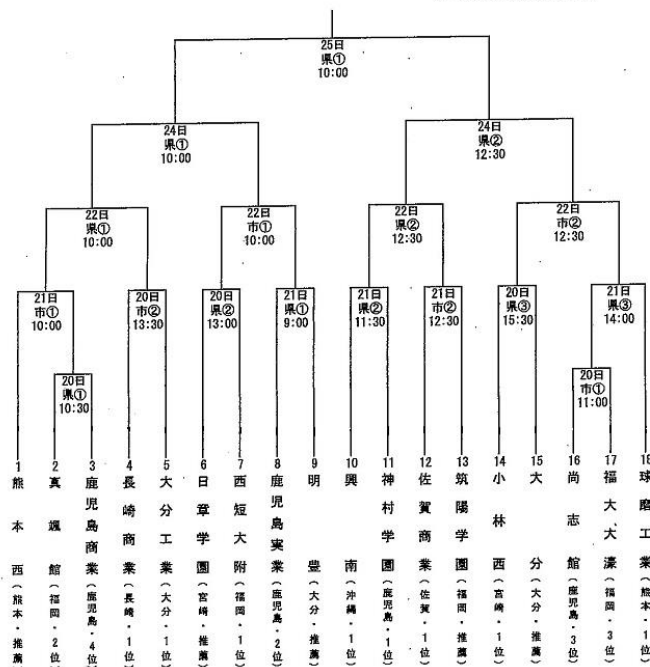 25日
県①
10:00
24日
県①
10:00
24日
県②
12:30
22日
県①
10:00
22日
市①
10:00
22日
県②
12:30
22日
市②
12:30
21日
市①
10:00
20日
市②
13:30
20日
県②
13:00
21日
県①
9:00
21日
県②
11:30
21日
市②
12:30
20日
県③
15:30
21日
県③
14:00
20日
県①
10:30
20日
市①
11:00
1 熊本西(熊本・推薦)
2 真颯館(福岡・2位)
3 鹿児島商業(鹿児島・4位)
4 長崎商業(長崎・1位)
5 大分工業(大分・1位)
6 日章学園(宮崎・推薦)
7 西短大附(福岡・1位)
8 鹿児島実業(鹿児島・2位)
9 明豊(大分・推薦)
10 興南(沖縄・1位)
11 神村学園(鹿児島・1位)
12 佐賀商業(佐賀・1位)
13 筑陽学園(福岡・推薦)
14 小林西(宮崎・1位)
15 大分(大分・推薦)
16 尚志館(鹿児島・3位)
17 福大大濠(福岡・3位)
18 球磨工業(熊本・1位)